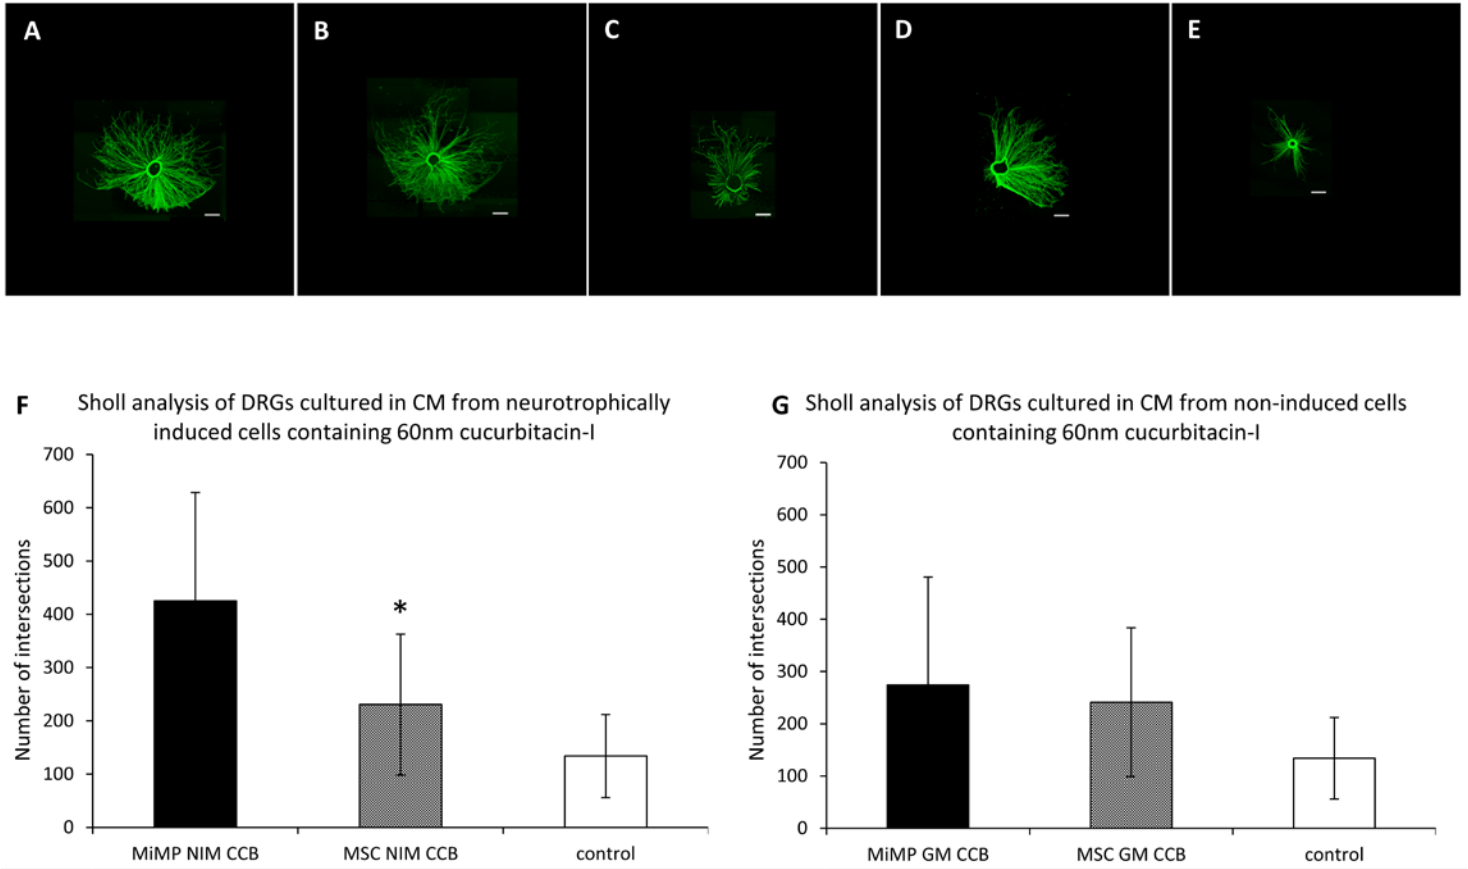 A
B
C
D
E
F Sholl analysis of DRGs cultured in CM from neurotrophically
induced cells containing 60nm cucurbitacin-I
Number of intersections
700
600
500
400
300
200
100
0
*
MiMP NIM CCB
MSC NIM CCB
control
G Sholl analysis of DRGs cultured in CM from non-induced cells
containing 60nm cucurbitacin-I
Number of intersections
700
600
500
400
300
200
100
0
MiMP GM CCB
MSC GM CCB
control